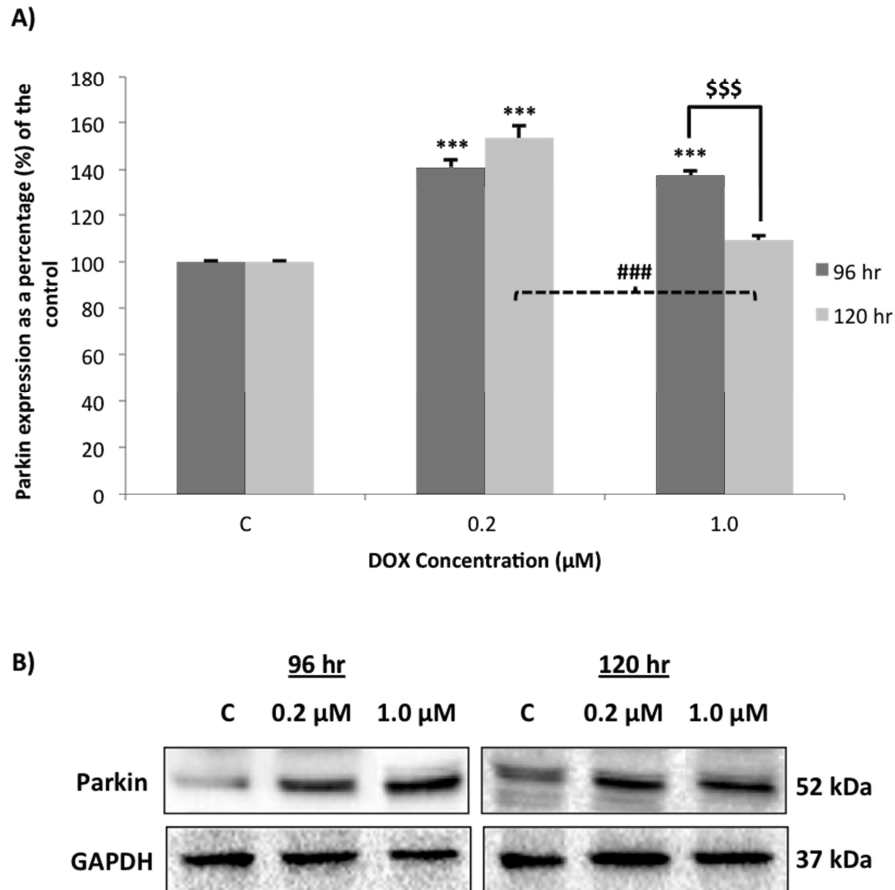 A)
Parkin expression as a percentage (%) of the
control
180
160
140
120
100
80
60
40
20
0
***
***
***
$$$
###
96 hr
120 hr
C
0.2
1.0
DOX Concentration (µM)
B)
96 hr
120 hr
C
0.2 µM
1.0 µM
C
0.2 µM
1.0 µM
Parkin
52 kDa
GAPDH
37 kDa